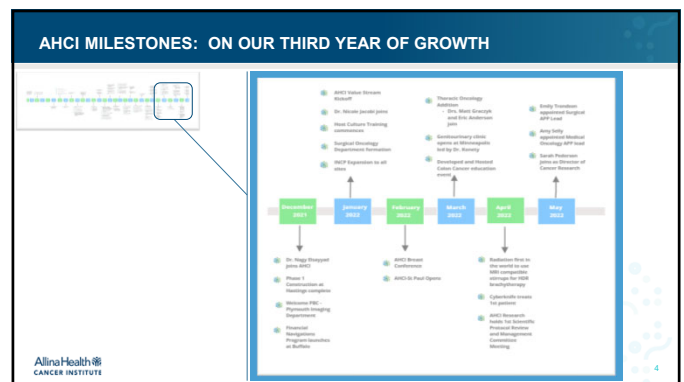 AHCI MILESTONES: ON OUR THIRD YEAR OF GROWTH
AHCI Value Stream
Kickoff
Dr. Nicole Jacobi joins
Host Culture Training
commences
Surgical Oncology
Department formation
INCP Expansion to all
sites
Thoracic Oncology
Addition
- Drs. Matt Graczyk
and Eric Anderson
join
Genitourinary clinic
opens at Minneapolis
led by Dr. Konety
Developed and Hosted
Colon Cancer education
event
Emily Trondson
appointed Surgical
APP Lead
Amy Selly
appointed Medical
Oncology APP lead
Sarah Pederson
joins as Director of
Cancer Research
December
2021
January
2022
February
2022
March
2022
April
2022
May
2022
Dr. Nagy Elsayyad
joins AHCI
Phase 1
Construction at
Hastings complete
Welcome PBC -
Plymouth Imaging
Department
Financial
Navigations
Program launches
at Buffalo
AHCI Breast
Conference
AHCI-St Paul Opens
Radiation first in
the world to use
MRI compatible
stirrups for HDR
brachytherapy
Cyberknife treats
1st patient
AHCI Research
holds 1st Scientific
Protocol Review
and Management
Committee
Meeting
Allina Health
CANCER INSTITUTE
4